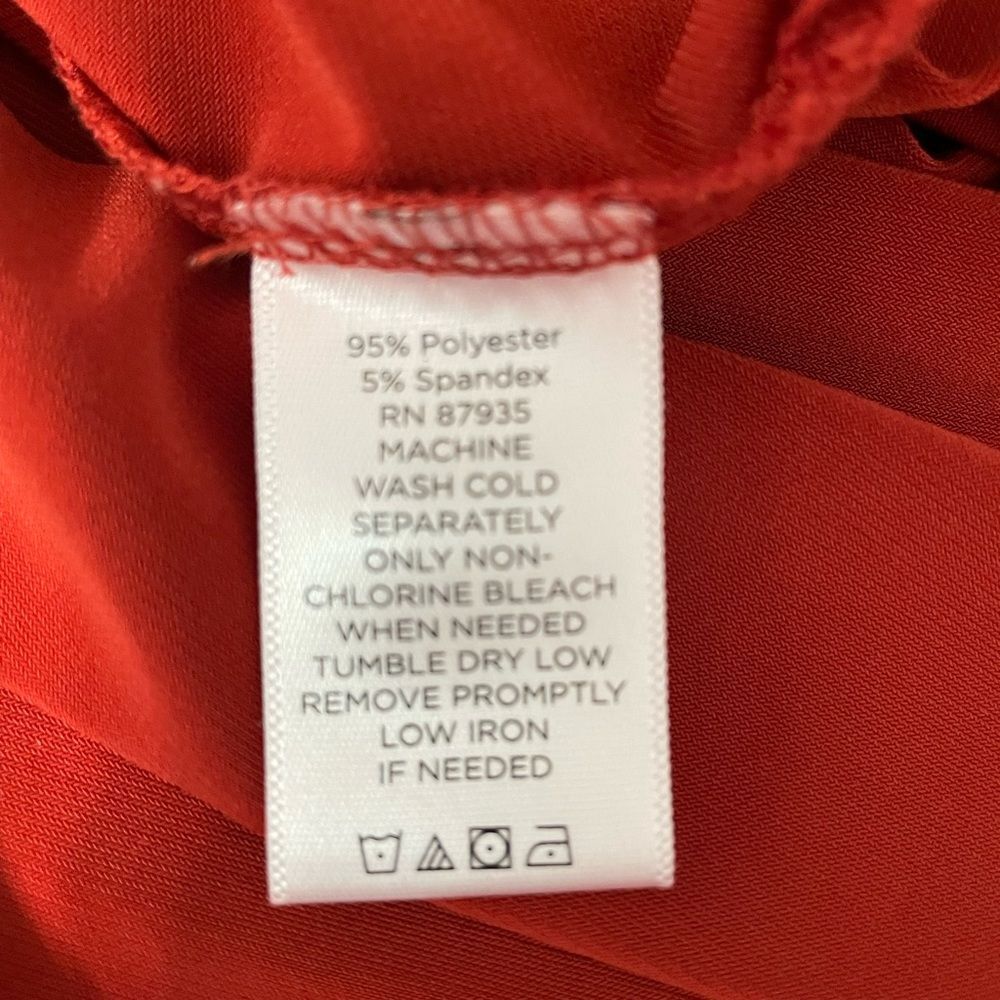 95% Polyester
5% Spandex
RN 87935
MACHINE
WASH COLD
SEPARATELY
ONLY NON-
CHLORINE BLEACH
WHEN NEEDED
TUMBLE DRY LOW
REMOVE PROMPTLY
LOW IRON
IF NEEDED